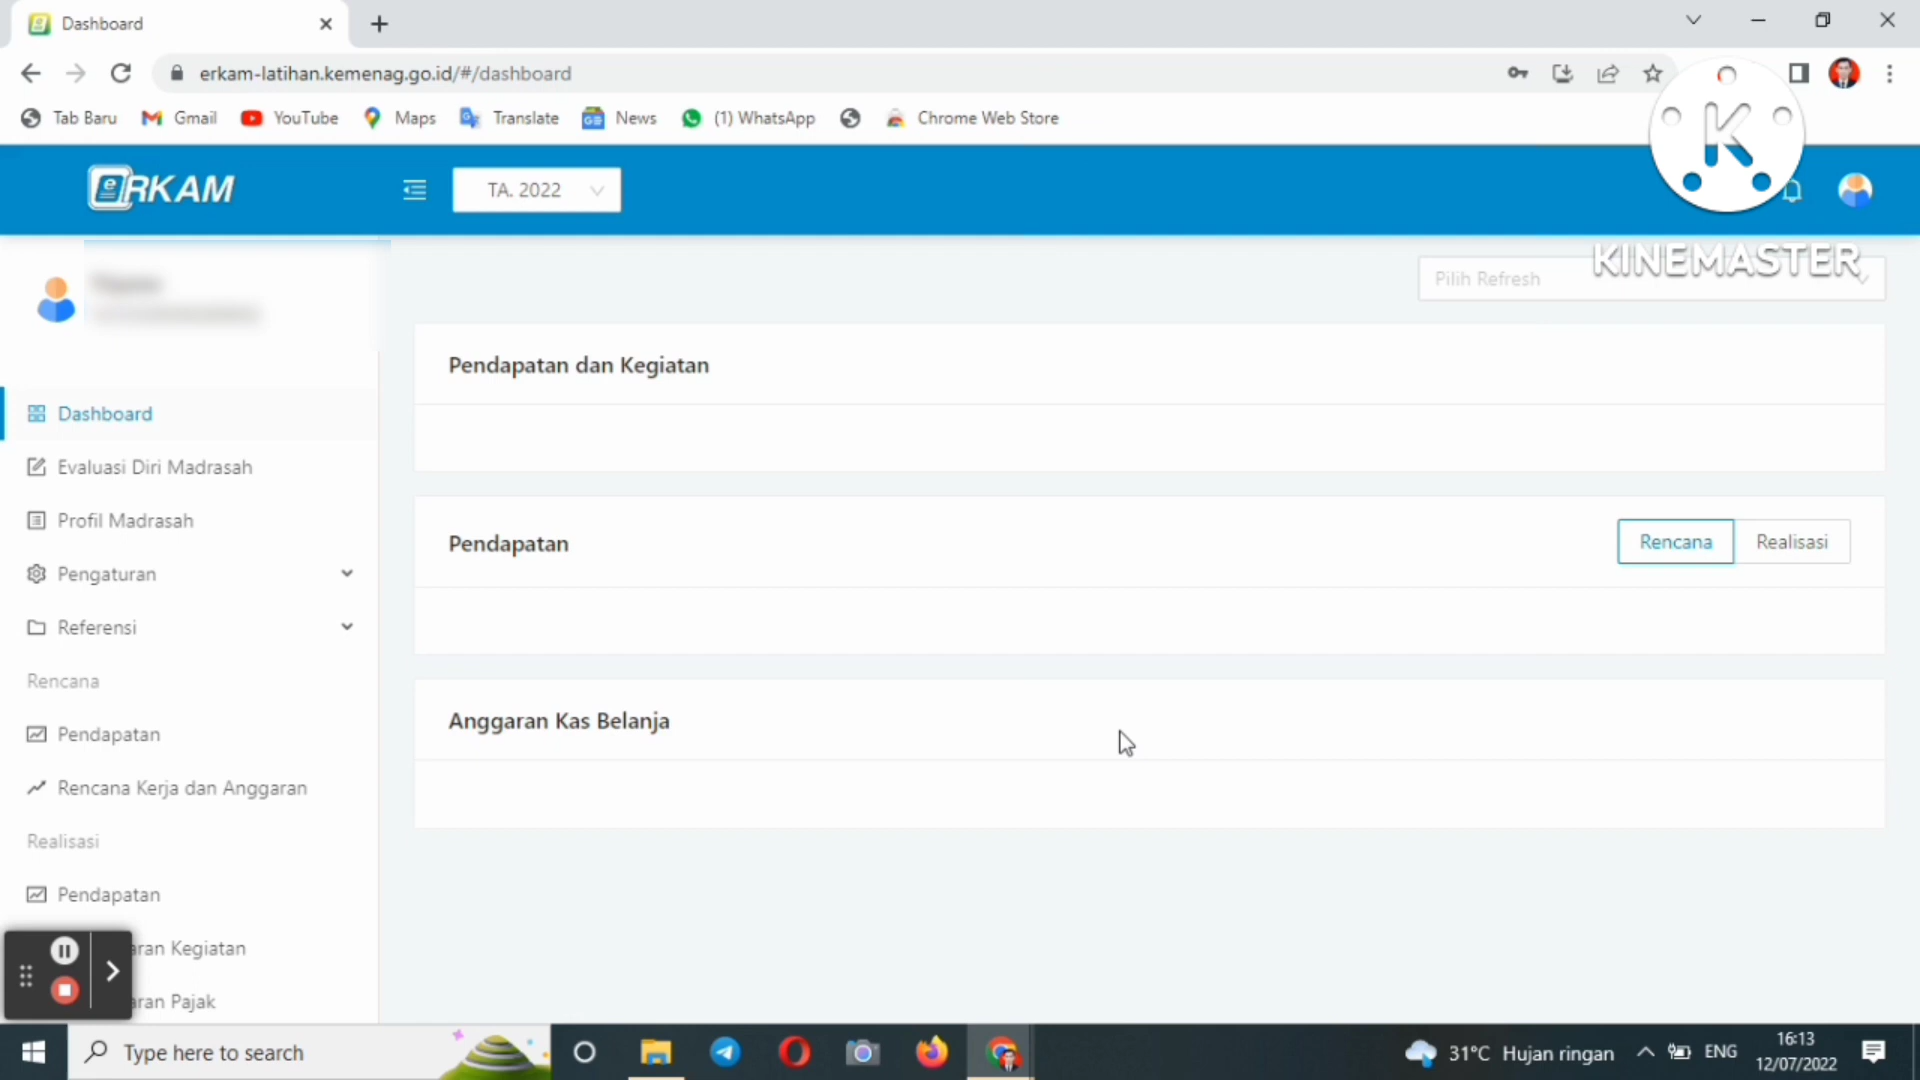 Dashboard
erkam-latihan.kemenag.go.id/#/dashboard
Tab Baru
Gmail
YouTube
Maps
Translate
News
(1) WhatsApp
Chrome Web Store
eRKAM
TA. 2022
K
KINEMASTER
Pilih Refresh
Dashboard
Evaluasi Diri Madrasah
Profil Madrasah
Pengaturan
Referensi
Rencana
Pendapatan
Rencana Kerja dan Anggaran
Realisasi
Pendapatan
aran Kegiatan
aran Pajak
Pendapatan dan Kegiatan
Pendapatan
Rencana
Realisasi
Anggaran Kas Belanja
Type here to search
31°C Hujan ringan
ENG
16:13
12/07/2022